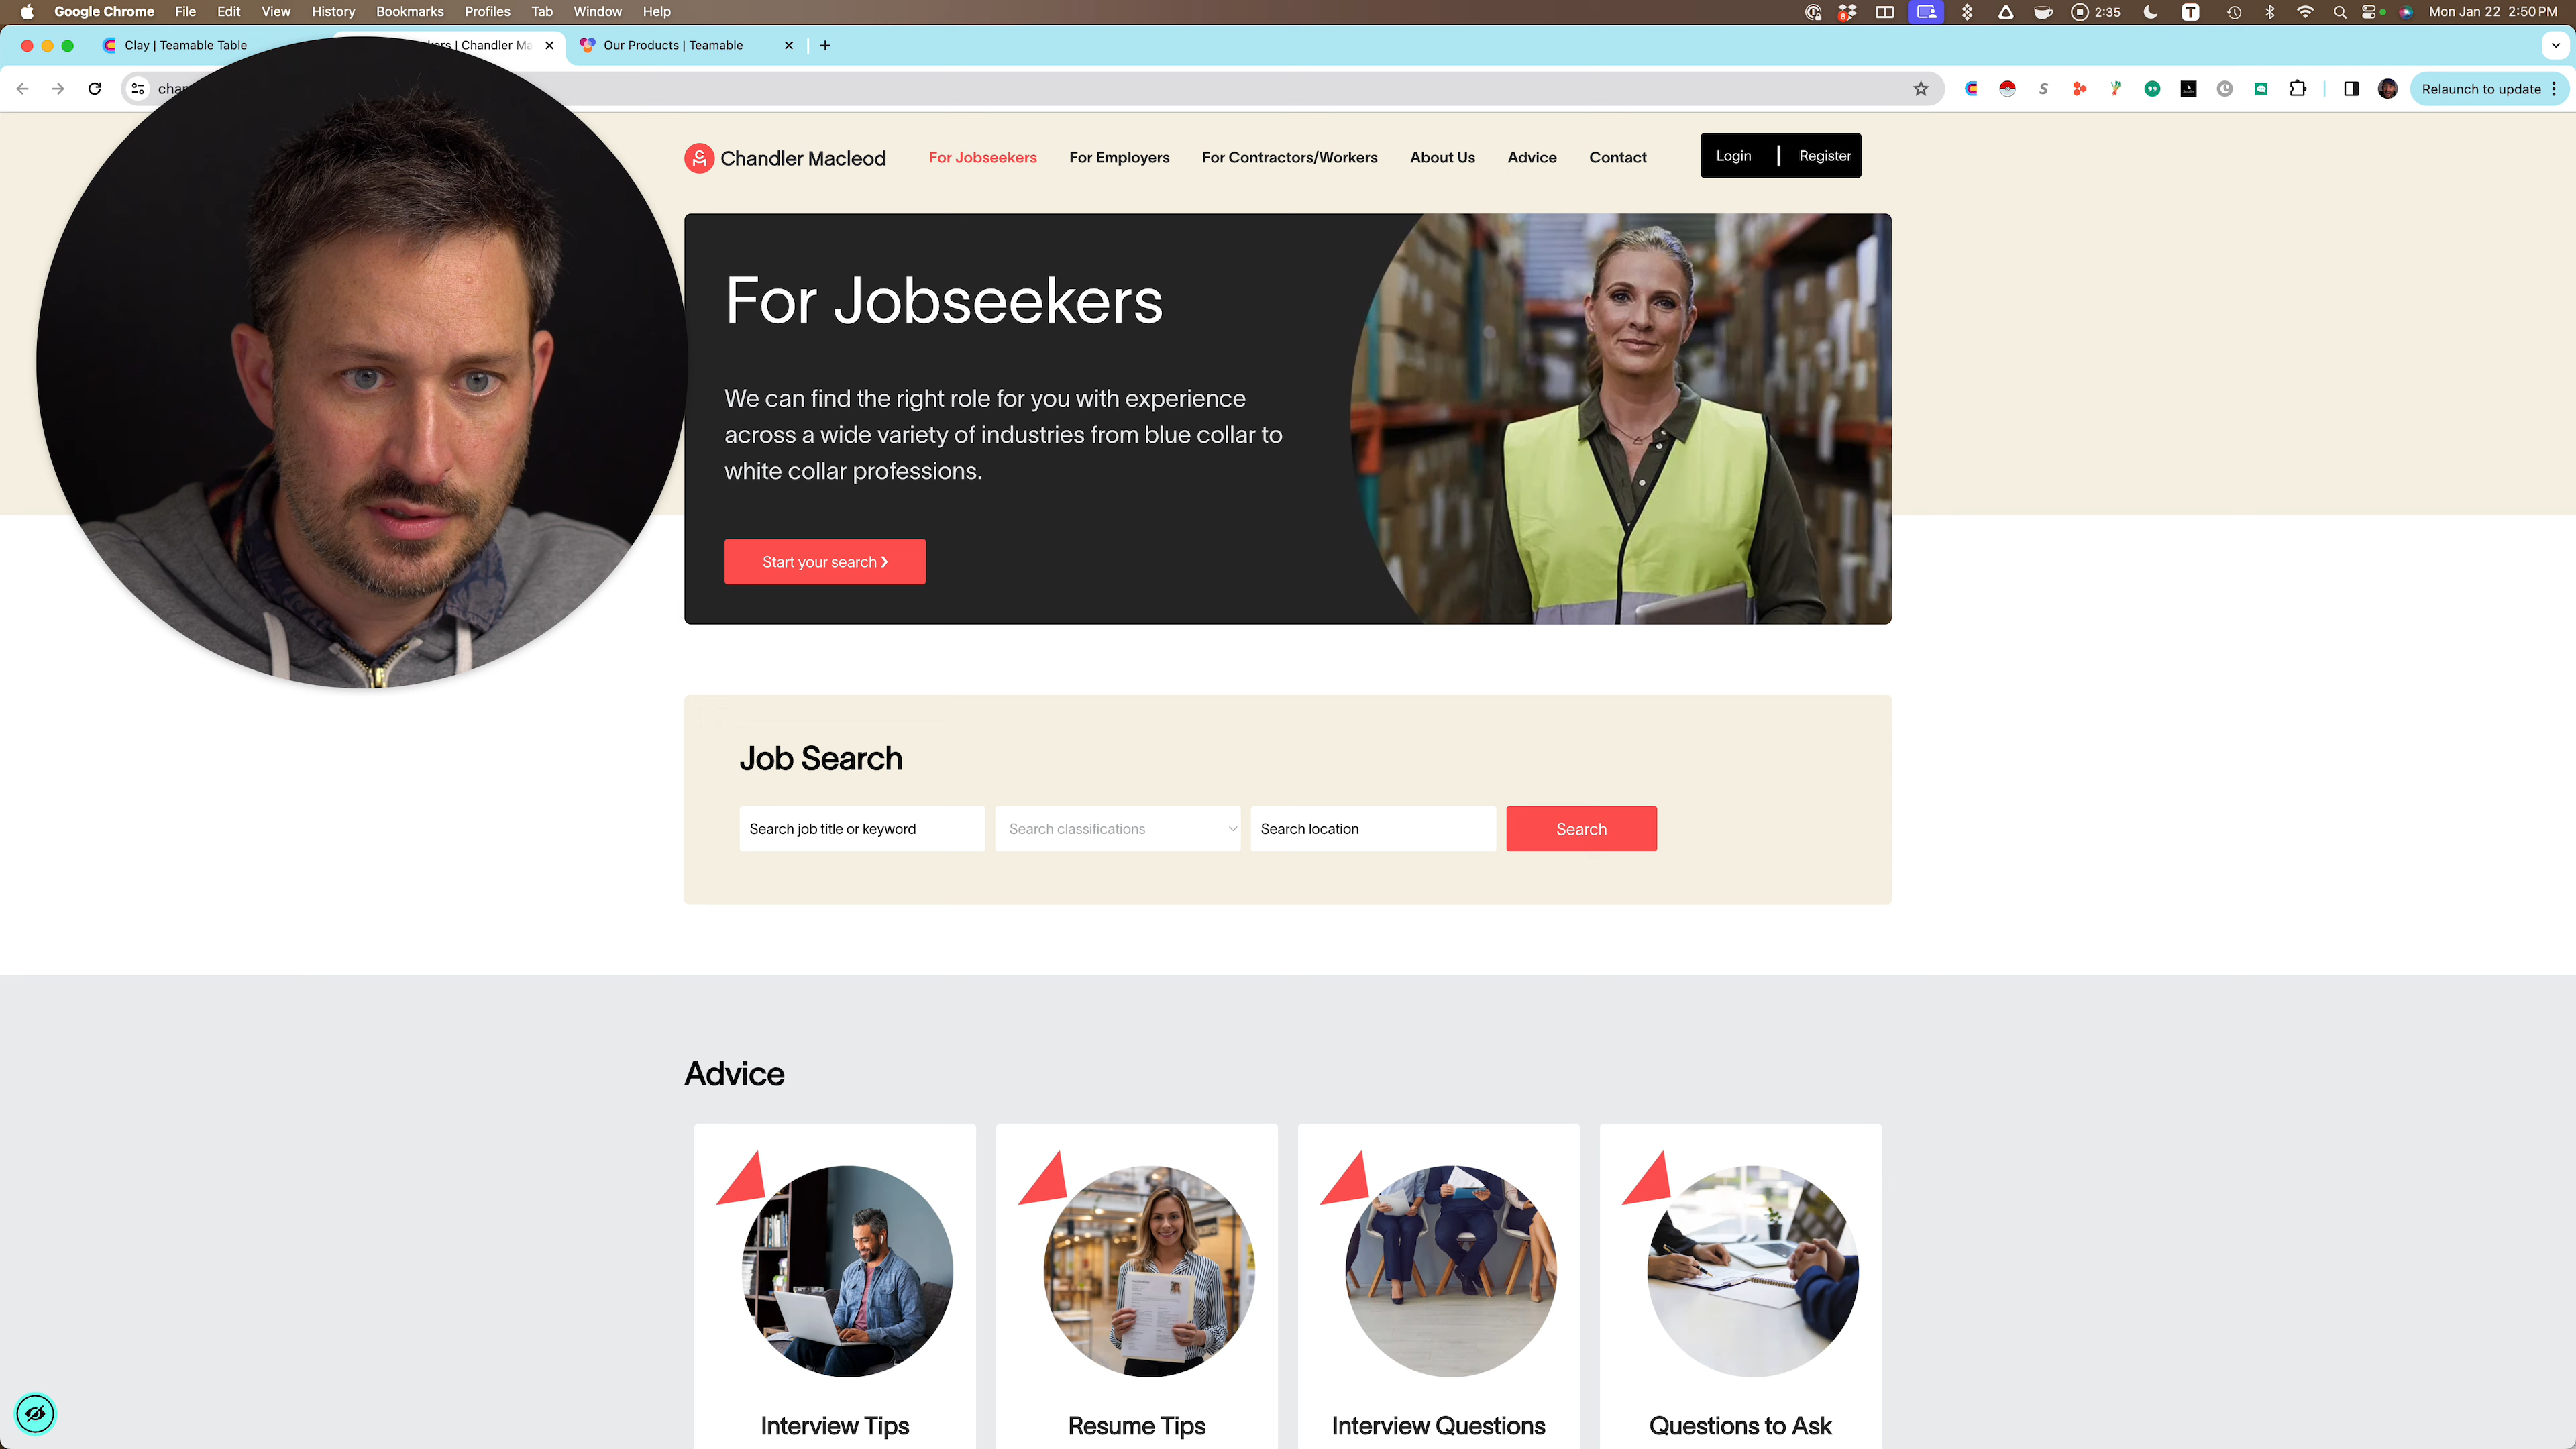 Google Chrome File Edit View History Bookmarks Profiles Tab Window Help 8 2:35 T Mon Jan 22 2:50 PM
Clay | Teamable Table | Chandler Ma Our Products | Teamable
Relaunch to update
Chandler Macleod For Jobseekers For Employers For Contractors/Workers About Us Advice Contact Login | Register
For Jobseekers
We can find the right role for you with experience
across a wide variety of industries from blue collar to
white collar professions.
Start your search ›
Job Search
Search job title or keyword Search classifications Search location Search
Advice
Interview Tips Resume Tips Interview Questions Questions to Ask